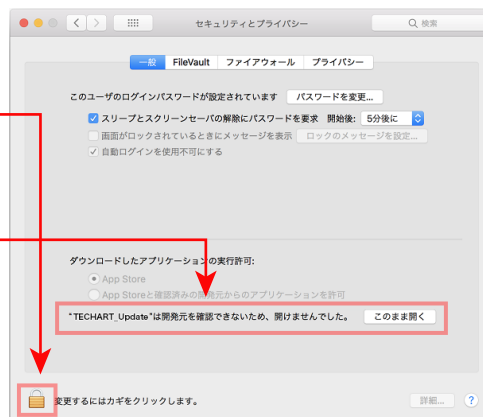 セキュリティとプライバシー
検索
一般 FileVault ファイアウォール プライバシー
このユーザのログインパスワードが設定されています パスワードを変更...
スリープとスクリーンセーバの解除にパスワードを要求 開始後: 5分後に
画面がロックされているときにメッセージを表示 ロックのメッセージを設定...
自動ログインを使用不可にする
ダウンロードしたアプリケーションの実行許可:
App Store
App Storeと確認済みの開発元からのアプリケーションを許可
"TECHART_Update"は開発元を確認できないため、開けませんでした。 このまま開く
変更するにはカギをクリックします。 詳細... ?